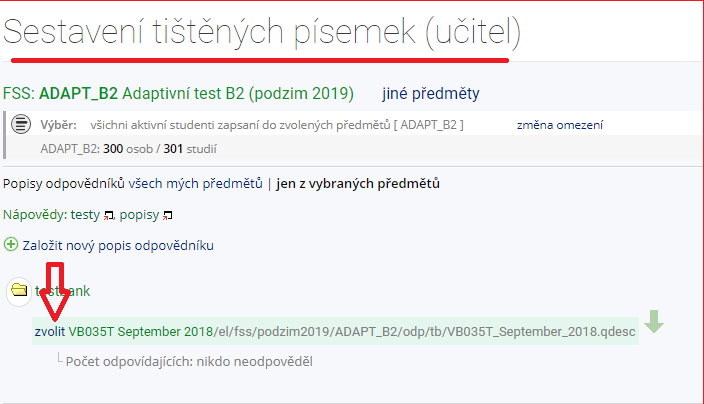 Sestavení tištěných písemek (učitel)
FSS: ADAPT_B2 Adaptivní test B2 (podzim 2019) jiné předměty
Výběr: všichni aktivní studenti zapsaní do zvolených předmětů [ ADAPT_B2 ] změna omezení
ADAPT_B2: 300 osob / 301 studií
Popisy odpovědníků všech mých předmětů | jen z vybraných předmětů
Nápovědy: testy, popisy
Založit nový popis odpovědníku
testbank
zvolit VB035T September 2018/el/fss/podzim2019/ADAPT_B2/odp/tb/VB035T_September_2018.qdesc
Počet odpovídajících: nikdo neodpověděl